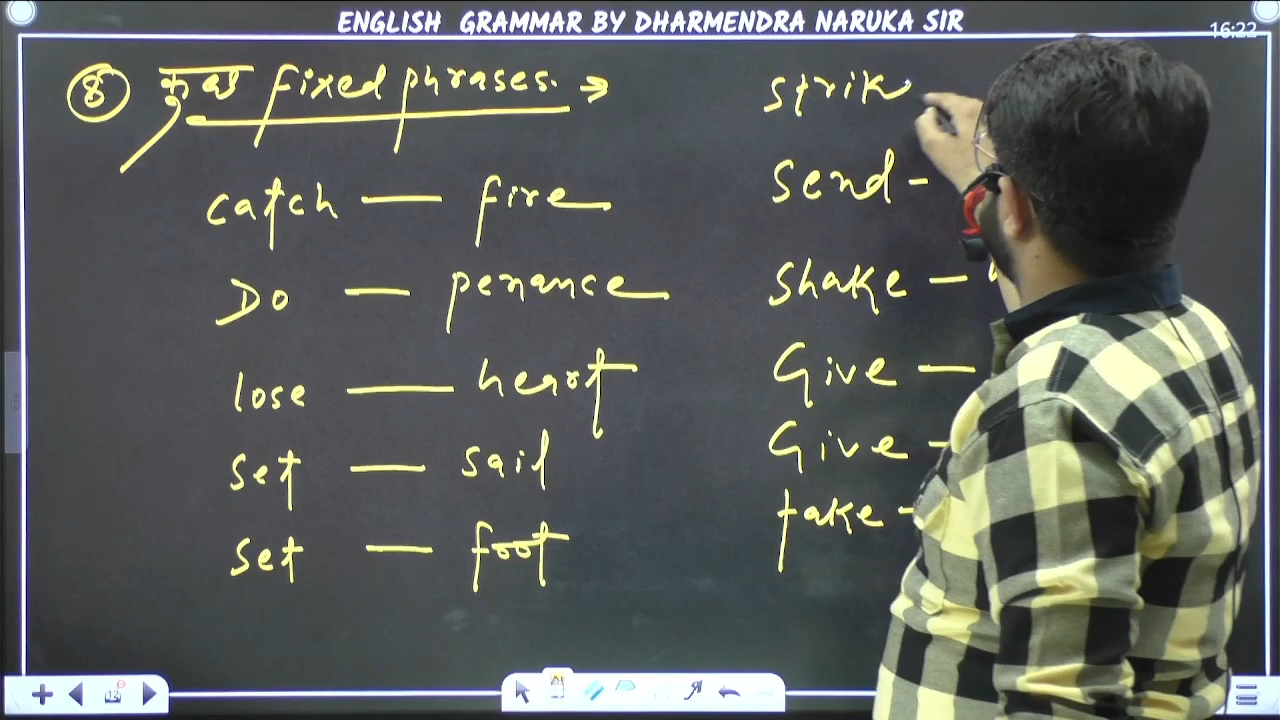 ENGLISH GRAMMAR BY DHARMENDRA NARUKA SIR
16:22
8 कुछ fixed phrases. →
catch — fire
Do — penance
lose — heart
set — sail
set — foot
strik
Send -
Shake -
Give —
Give -
take -
12